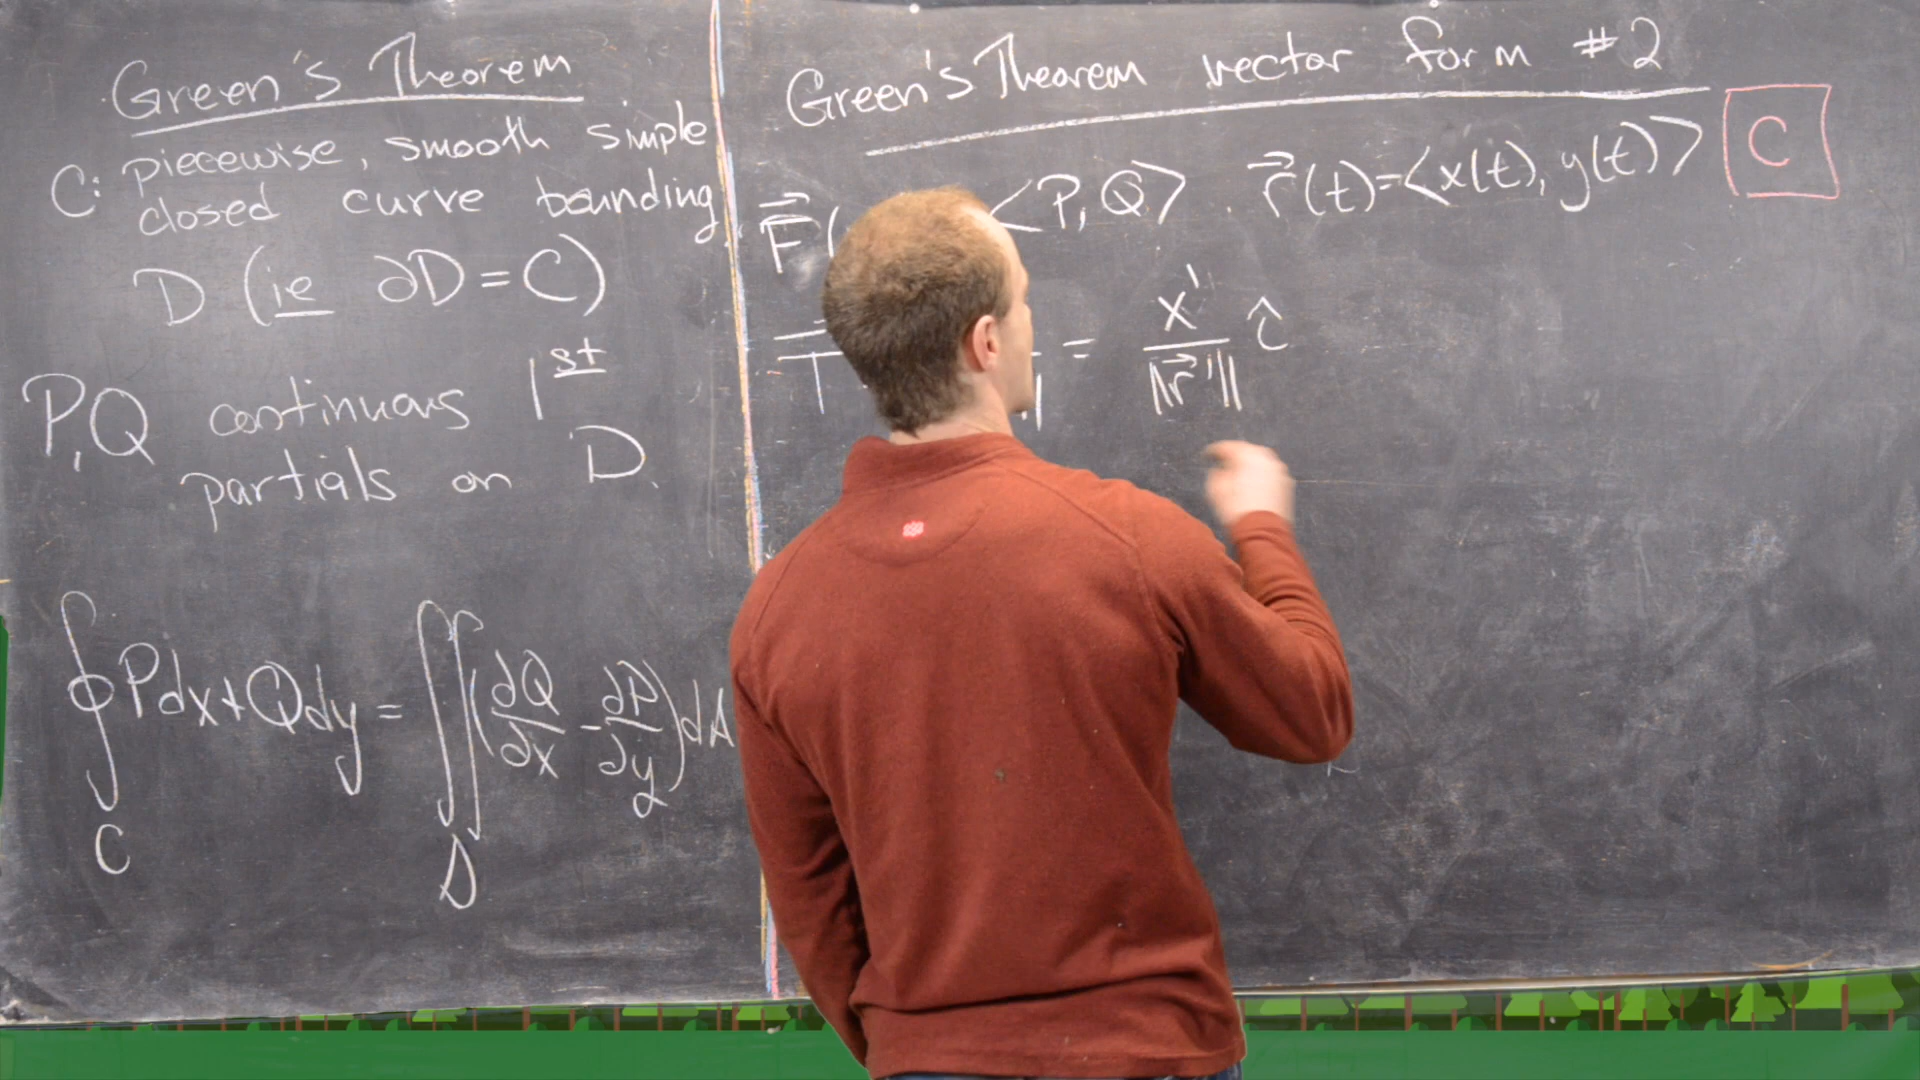 Green's Theorem
C: piecewise, smooth simple
closed curve bounding
D (ie ∂D = C)
P, Q continuous 1st
partials on D.
∮ Pdx + Qdy = ∬ (∂Q/∂x - ∂P/∂y) dA
C D
Green's Theorem vector form #2
F⃗( <P, Q> r⃗(t) = <x(t), y(t)> C
T = x'/‖r⃗'‖ î